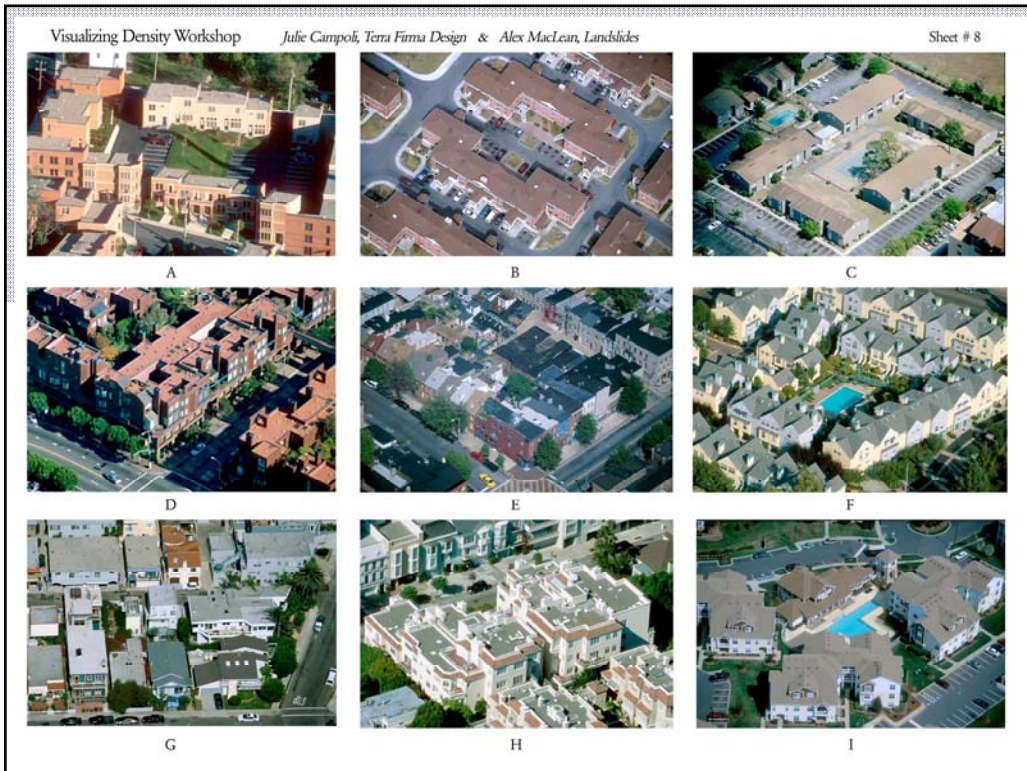 Visualizing Density Workshop Julie Campoli, Terra Firma Design & Alex MacLean, Landslides Sheet # 8
A B C
D E F
G H I